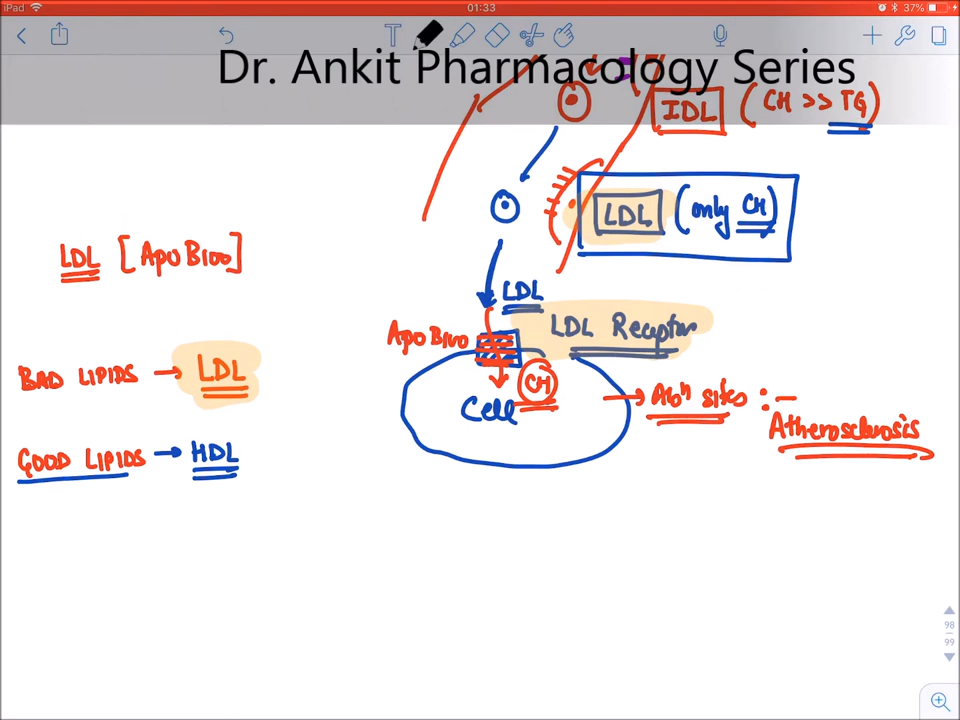 iPad
01:33
37%
Dr. Ankit Pharmacology Series
IDL (CH >> TG)
LDL (only CH)
LDL [Apo B100]
LDL
Apo B100
LDL Receptor
BAD LIPIDS → LDL
CH
Cell
→ Abn sites :-
Atherosclerosis
GOOD LIPIDS → HDL
98
99